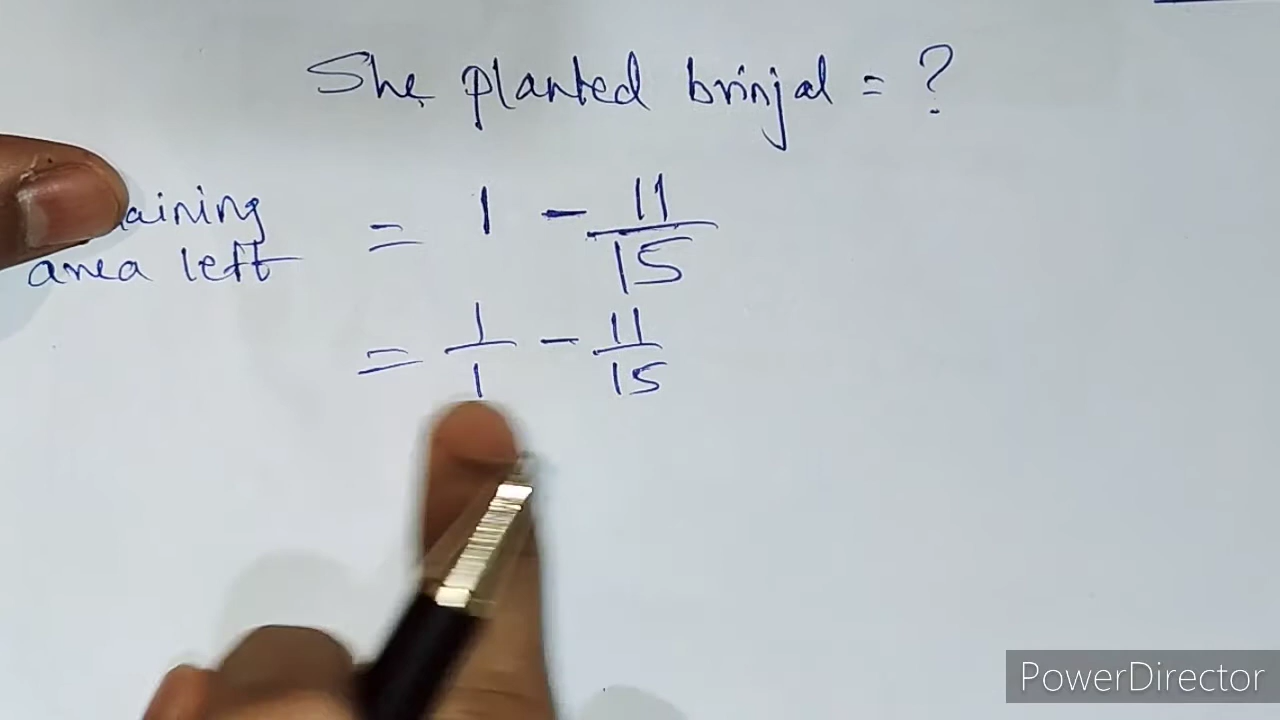 She planted brinjal = ?
aining
area left = 1 - 11/15
= 1/1 - 11/15
PowerDirector